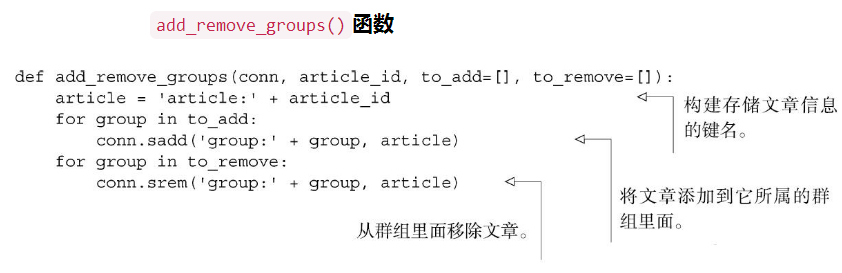 add_remove_groups() 函数
def add_remove_groups(conn, article_id, to_add=[], to_remove=[]):
    article = 'article:' + article_id
    for group in to_add:
        conn.sadd('group:' + group, article)
    for group in to_remove:
        conn.srem('group:' + group, article)
构建存储文章信息
的键名。
将文章添加到它所属的群
组里面。
从群组里面移除文章。